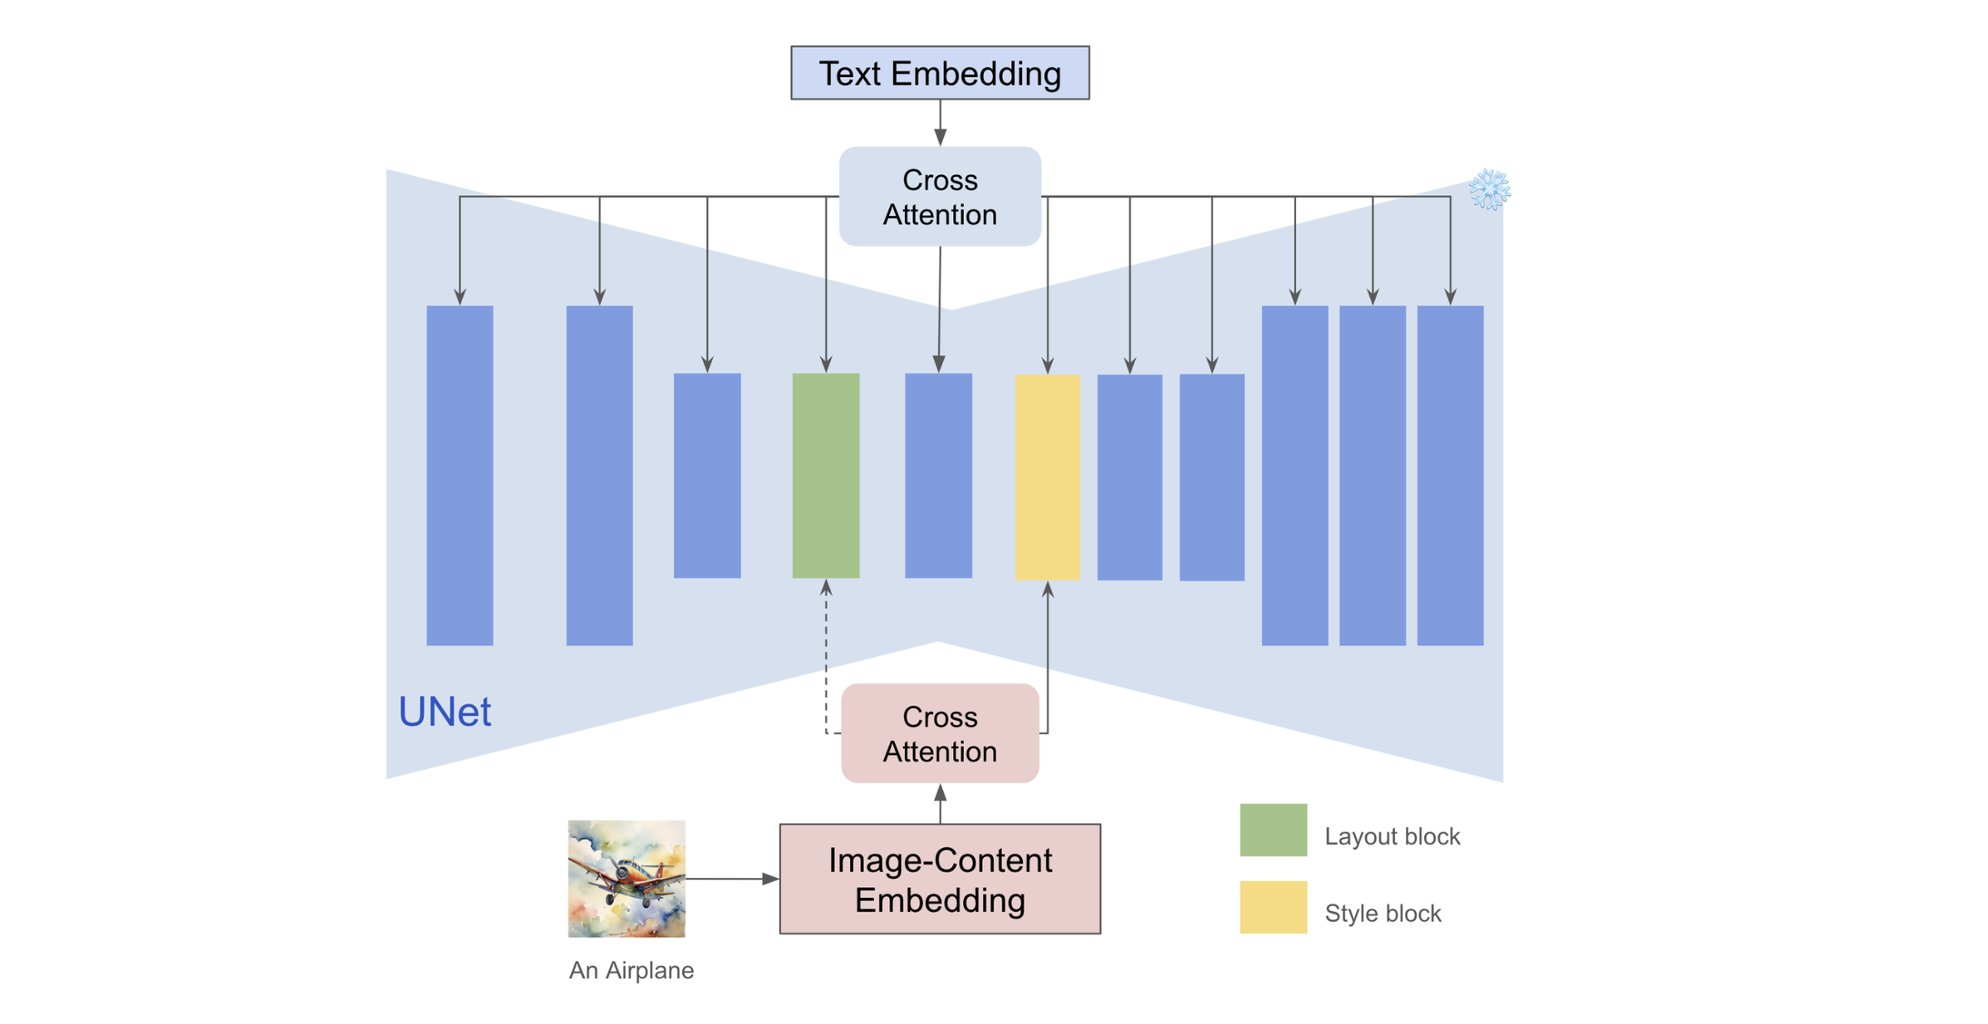 Text Embedding
Cross
Attention
UNet
Cross
Attention
Image-Content
Embedding
An Airplane
Layout block
Style block